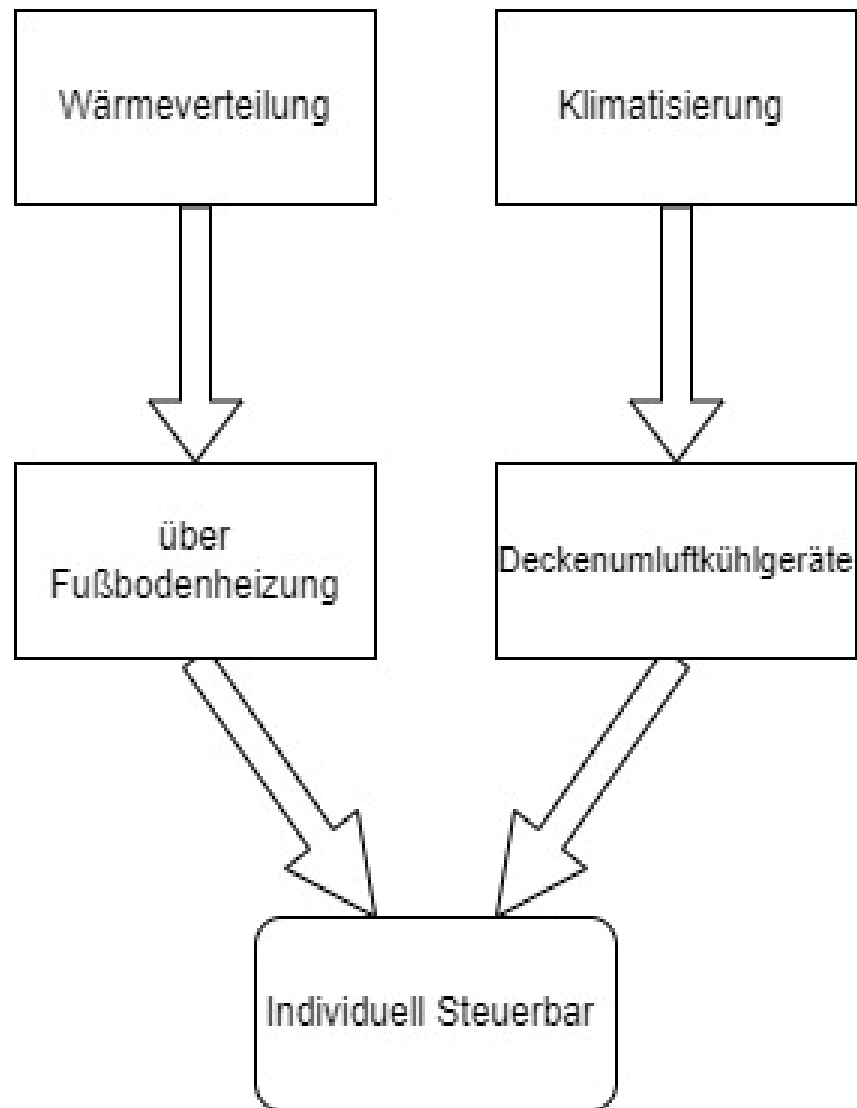 Wärmeverteilung
Klimatisierung
über
Fußbodenheizung
Deckenumluftkühlgeräte
Individuell Steuerbar